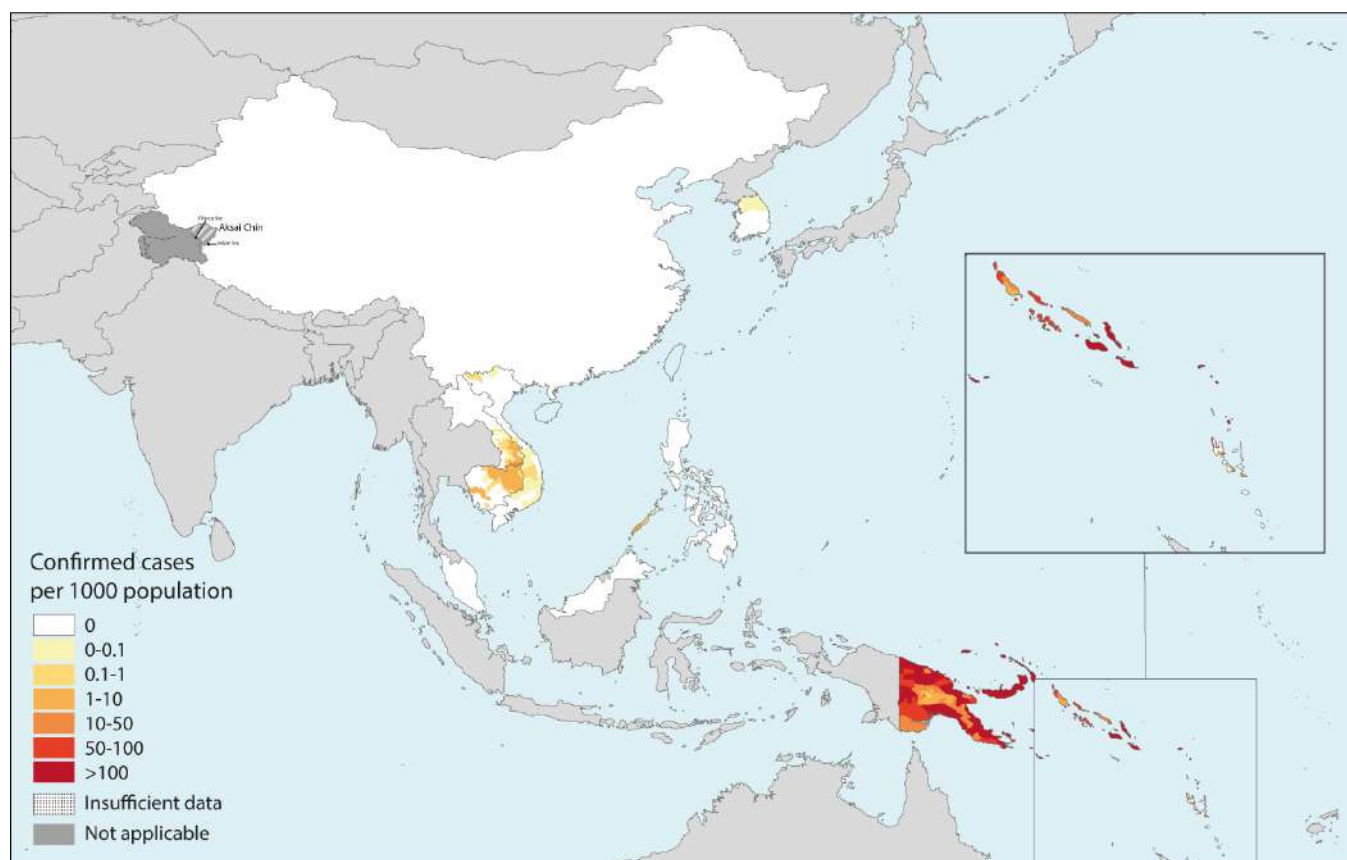 Aksai Chin
Confirmed cases
per 1000 population
0
0-0.1
0.1-1
1-10
10-50
50-100
>100
Insufficient data
Not applicable